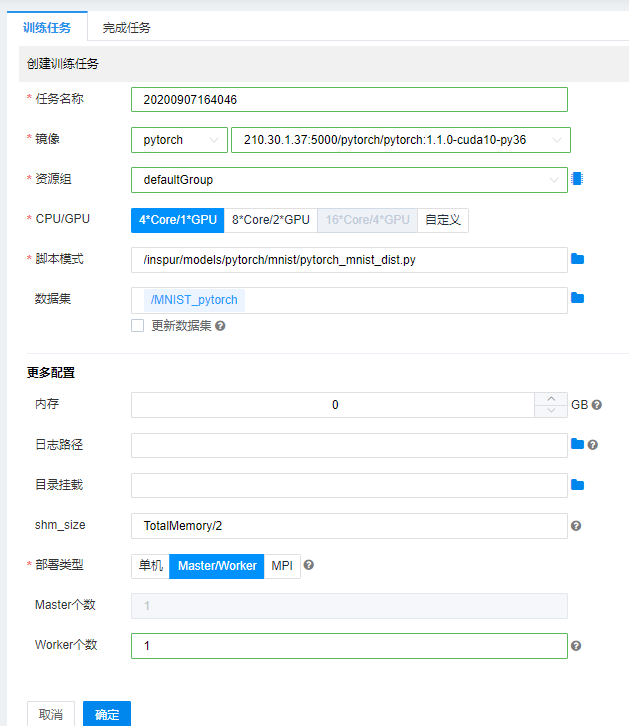 训练任务 完成任务
创建训练任务
* 任务名称 20200907164046
* 镜像 pytorch 210.30.1.37:5000/pytorch/pytorch:1.1.0-cuda10-py36
* 资源组 defaultGroup
* CPU/GPU 4*Core/1*GPU 8*Core/2*GPU 16*Core/4*GPU 自定义
* 脚本模式 /inspur/models/pytorch/mnist/pytorch_mnist_dist.py
数据集 /MNIST_pytorch
更新数据集 ?
更多配置
内存 0 GB ?
日志路径 ?
目录挂载
shm_size TotalMemory/2 ?
* 部署类型 单机 Master/Worker MPI ?
Master个数 1
Worker个数 1 ?
取消 确定